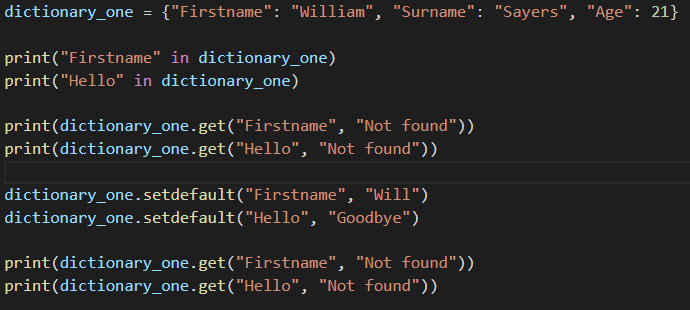 dictionary_one = {"Firstname": "William", "Surname": "Sayers", "Age": 21}
print("Firstname" in dictionary_one)
print("Hello" in dictionary_one)
print(dictionary_one.get("Firstname", "Not found"))
print(dictionary_one.get("Hello", "Not found"))
dictionary_one.setdefault("Firstname", "Will")
dictionary_one.setdefault("Hello", "Goodbye")
print(dictionary_one.get("Firstname", "Not found"))
print(dictionary_one.get("Hello", "Not found"))